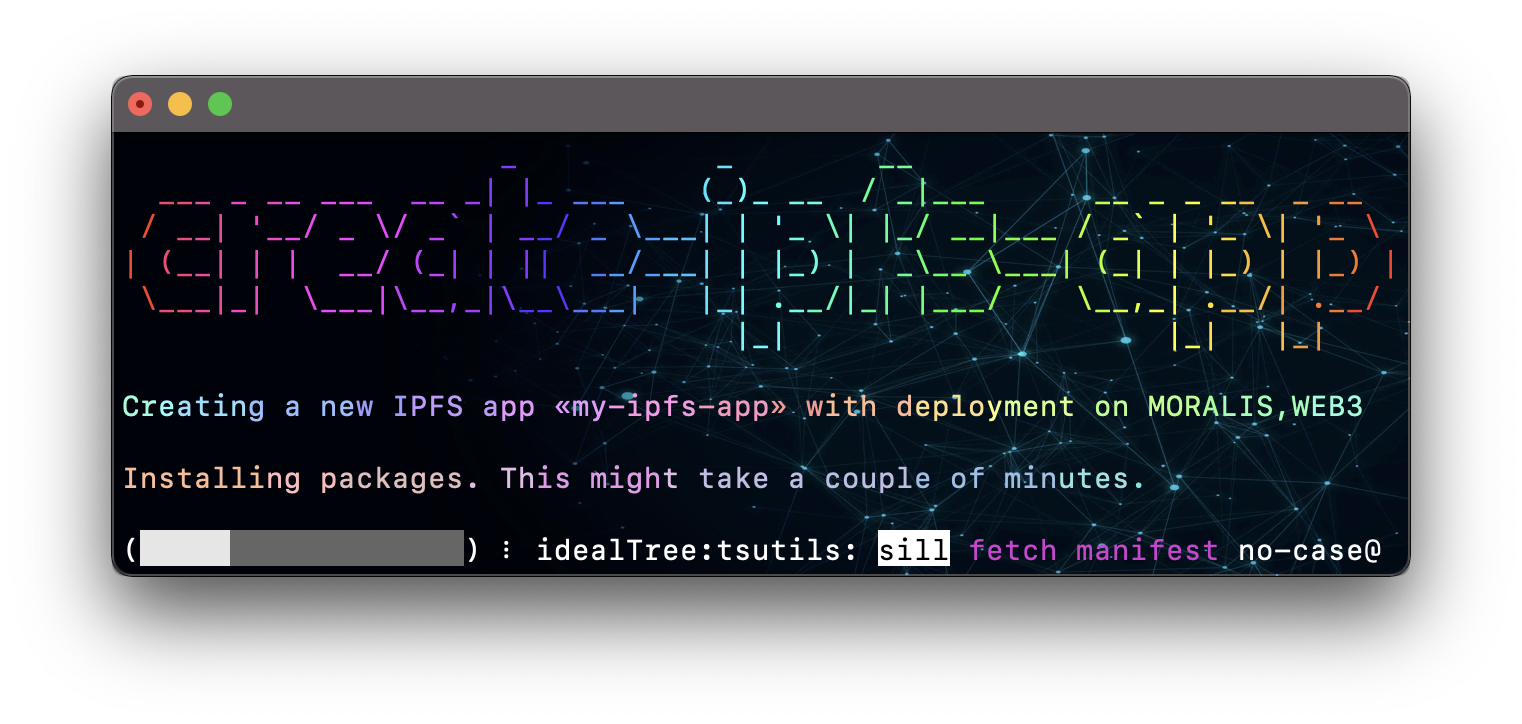 create-ipfs-app
Creating a new IPFS app «my-ipfs-app» with deployment on MORALIS,WEB3
Installing packages. This might take a couple of minutes.
( ) ⸽ idealTree:tsutils: sill fetch manifest no-case@